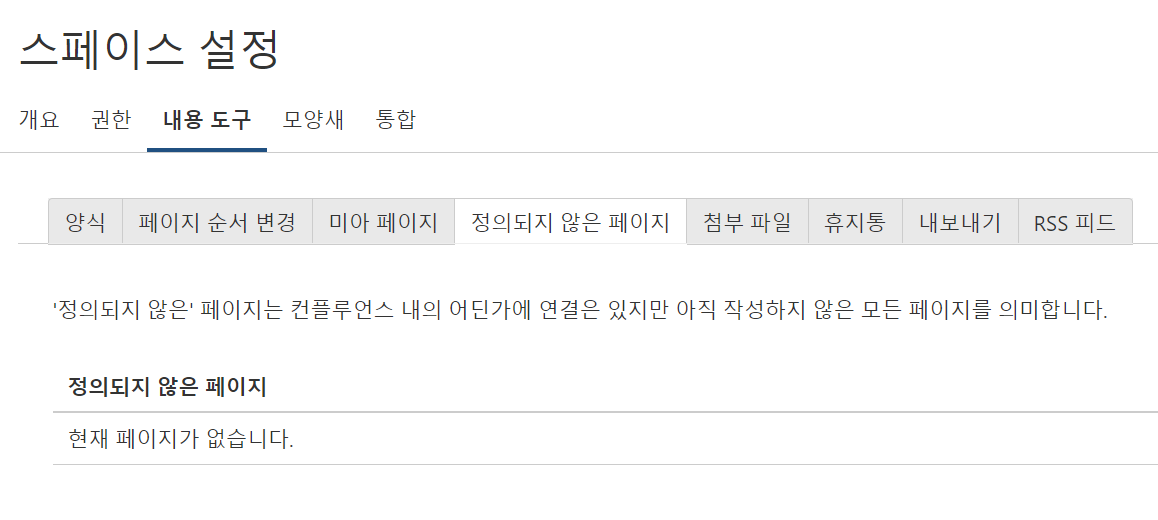 스페이스 설정
개요 권한 내용 도구 모양새 통합
양식 페이지 순서 변경 미아 페이지 정의되지 않은 페이지 첨부 파일 휴지통 내보내기 RSS 피드
'정의되지 않은' 페이지는 컨플루언스 내의 어딘가에 연결은 있지만 아직 작성하지 않은 모든 페이지를 의미합니다.
정의되지 않은 페이지
현재 페이지가 없습니다.